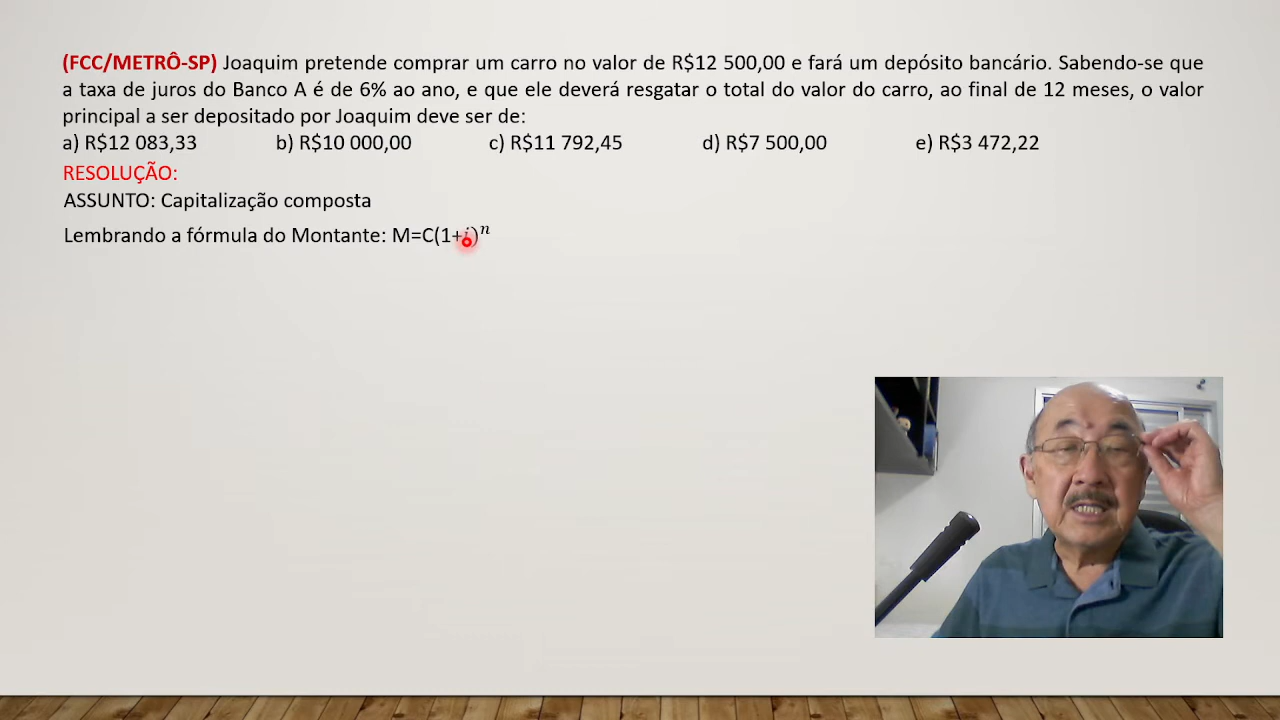 (FCC/METRÔ-SP) Joaquim pretende comprar um carro no valor de R$12 500,00 e fará um depósito bancário. Sabendo-se que
a taxa de juros do Banco A é de 6% ao ano, e que ele deverá resgatar o total do valor do carro, ao final de 12 meses, o valor
principal a ser depositado por Joaquim deve ser de:
a) R$12 083,33 b) R$10 000,00 c) R$11 792,45 d) R$7 500,00 e) R$3 472,22
RESOLUÇÃO:
ASSUNTO: Capitalização composta
Lembrando a fórmula do Montante: M=C(1+i)^n